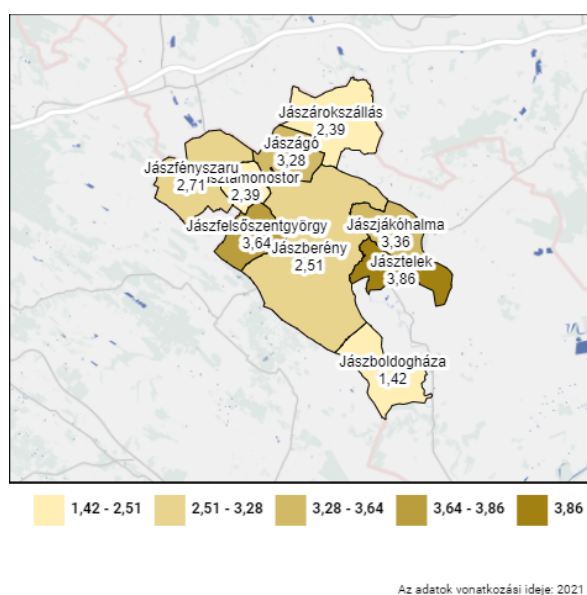 Jászárokszállás
2,39
Jászágó
3,28
Jászfényszaru
2,71
2,39
Jászfelsőszentgyörgy
3,64
Jászberény
2,51
Jászjákóhalma
3,36
Jásztelek
3,86
Jászboldogháza
1,42
1,42 - 2,51
2,51 - 3,28
3,28 - 3,64
3,64 - 3,86
3,86
Az adatok vonatkozási ideje: 2021